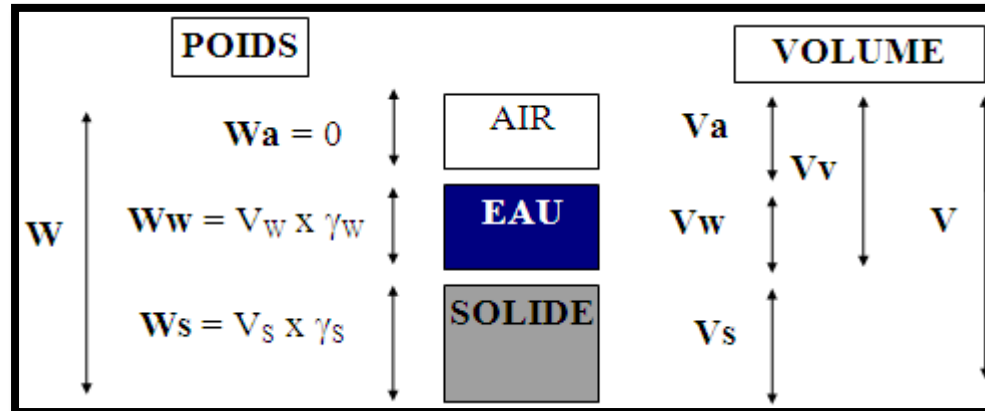 POIDS
VOLUME
Wa = 0
AIR
Va
Vv
W
Ww = VW x γW
EAU
Vw
V
Ws = VS x γS
SOLIDE
Vs